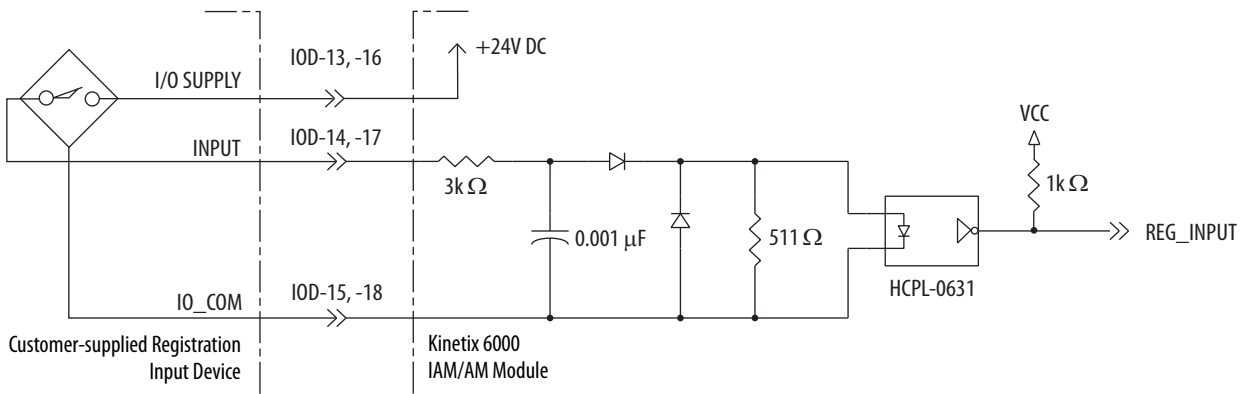 IOD-13, -16
+24V DC
I/O SUPPLY
IOD-14, -17
VCC
INPUT
3k Ω
1k Ω
0.001 µF
511 Ω
REG_INPUT
HCPL-0631
IOD-15, -18
IO_COM
Customer-supplied Registration
Input Device
Kinetix 6000
IAM/AM Module